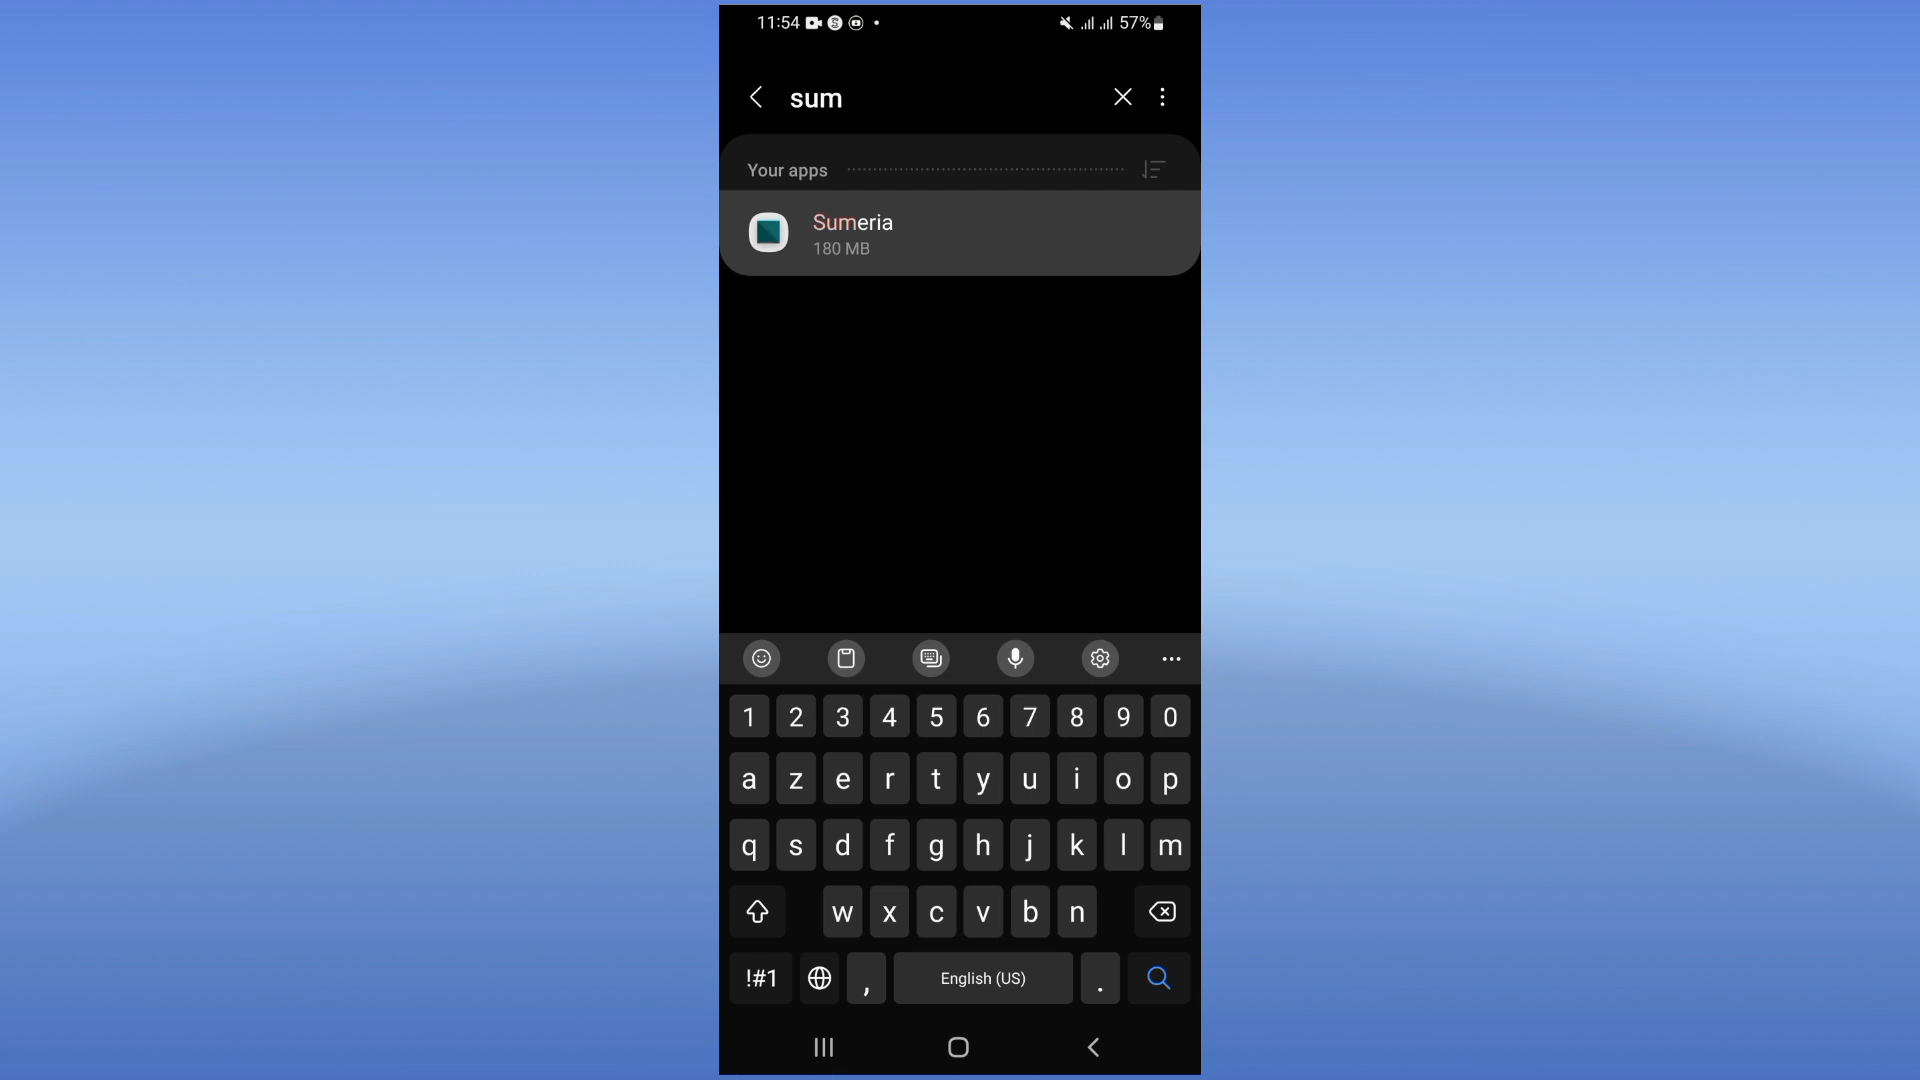 11:54 57%
sum
Your apps
Sumeria
180 MB
1 2 3 4 5 6 7 8 9 0
a z e r t y u i o p
q s d f g h j k l m
w x c v b n
!#1 , English (US) .